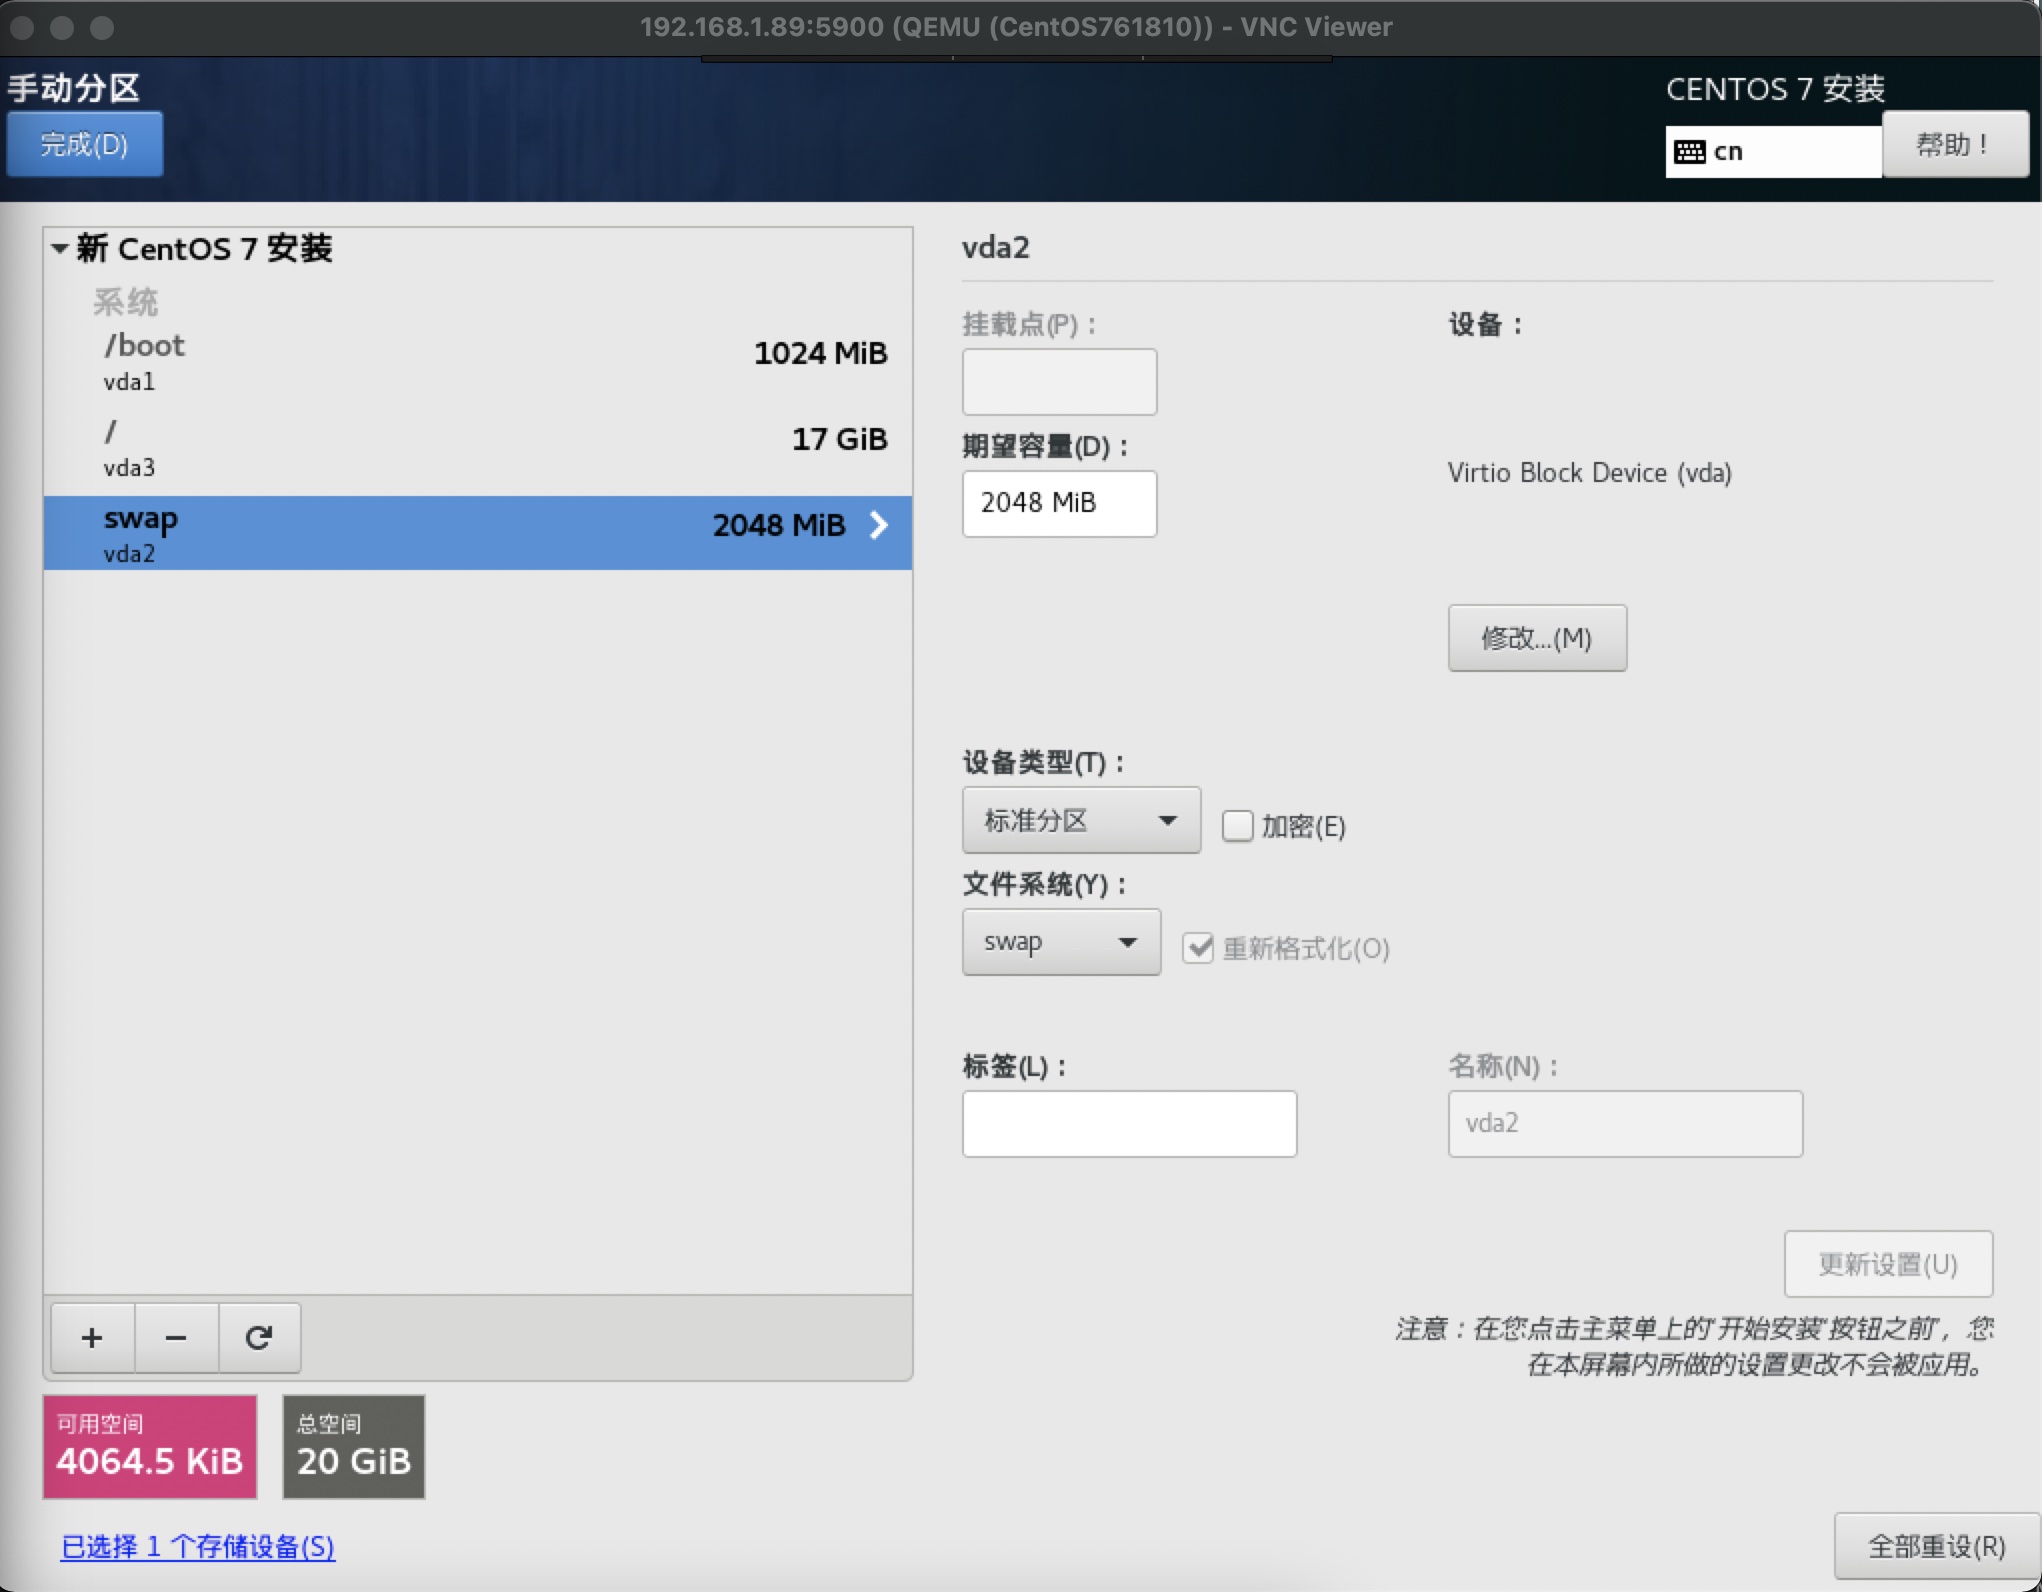 192.168.1.89:5900 (QEMU (CentOS761810)) - VNC Viewer
手动分区
完成(D)
CENTOS 7 安装
cn
帮助！
新 CentOS 7 安装
系统
/boot
1024 MiB
vda1
/
17 GiB
vda3
swap
2048 MiB
vda2
vda2
挂载点(P)：
设备：
期望容量(D)：
2048 MiB
Virtio Block Device (vda)
修改...(M)
设备类型(T)：
标准分区
加密(E)
文件系统(Y)：
swap
重新格式化(O)
标签(L)：
名称(N)：
vda2
更新设置(U)
注意：在您点击主菜单上的'开始安装'按钮之前，您
在本屏幕内所做的设置更改不会被应用。
+
−
可用空间
4064.5 KiB
总空间
20 GiB
已选择 1 个存储设备(S)
全部重设(R)